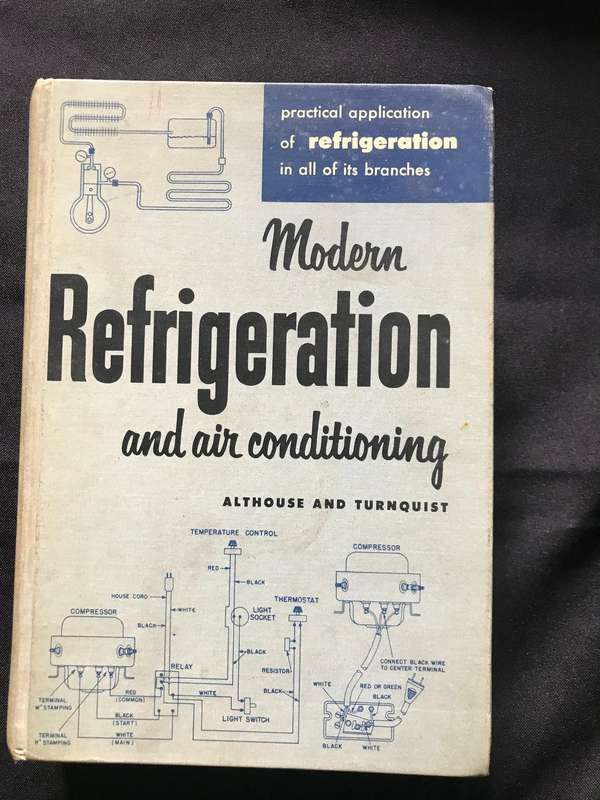 practical application
of refrigeration
in all of its branches
Modern
Refrigeration
and air conditioning
ALTHOUSE AND TURNQUIST
TEMPERATURE CONTROL
RED
BLACK
HOUSE CORD
WHITE
BLACK
COMPRESSOR
LIGHT
SOCKET
THERMOSTAT
COMPRESSOR
RELAY
BLACK
RESISTOR
CONNECT BLACK WIRE
TO CENTER TERMINAL
TERMINAL
"M" STAMPING
RED
(COMMON)
WHITE
BLACK
WHITE
RED OR GREEN
BLACK
BLACK
(START)
LIGHT SWITCH
TERMINAL
STAMPING
WHITE
(MAIN)
BLACK
WHITE